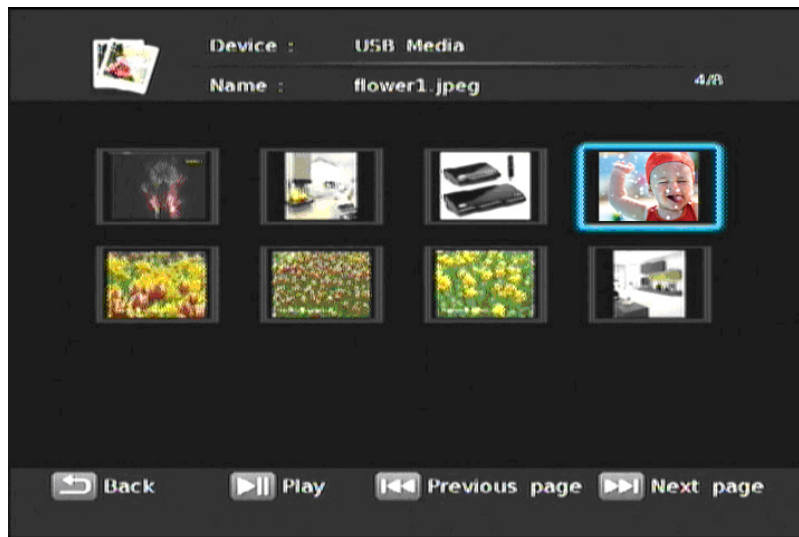 Device : USB Media
Name : flower1.jpeg 4/8
Back Play Previous page Next page